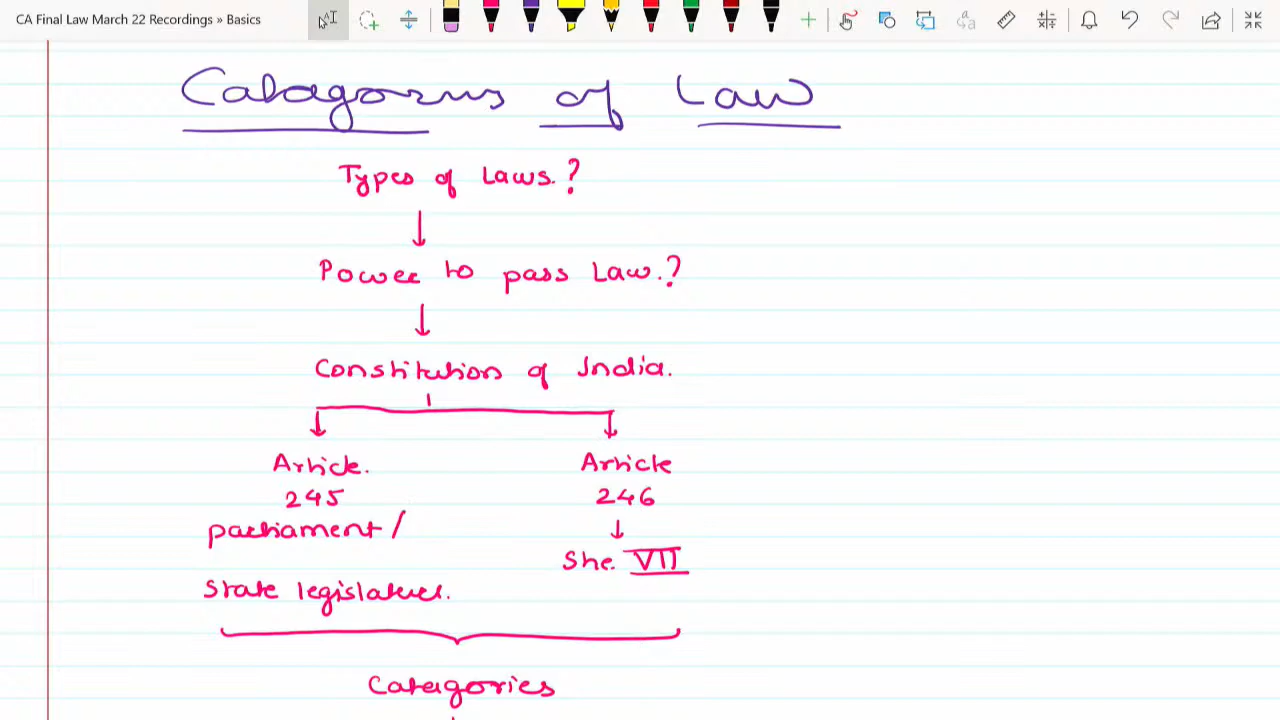 CA Final Law March 22 Recordings » Basics
Catagories of Law
Types of Laws.?
Power to pass Law.?
Constitution of India.
Article. Article
245 246
parliament /
She. VII
State legislature.
Catagories